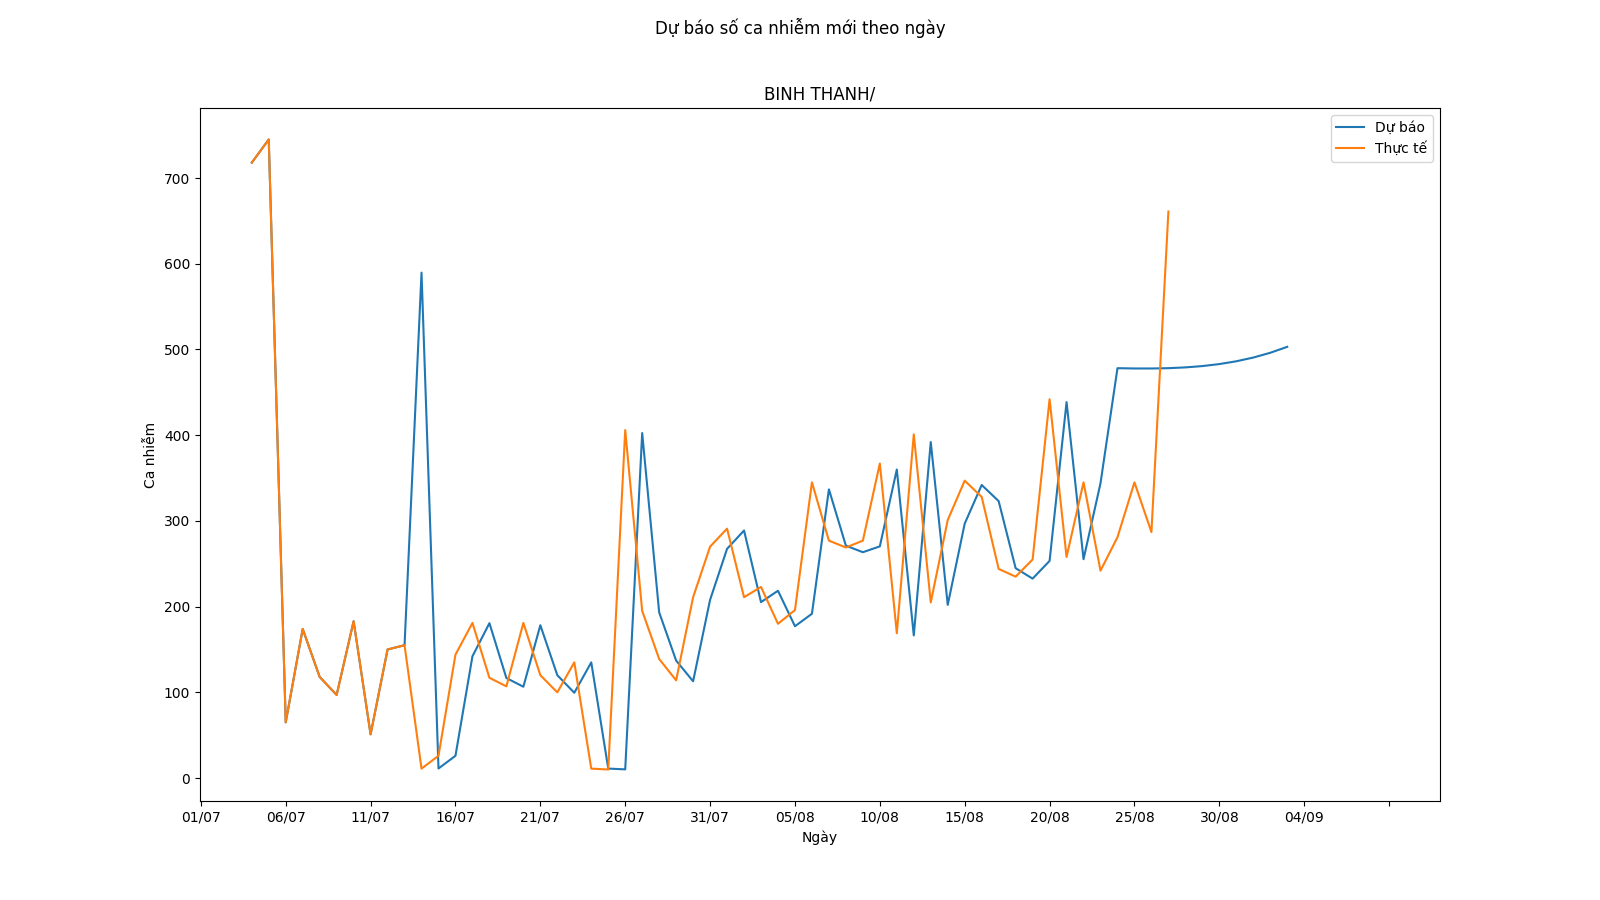 Dự báo số ca nhiễm mới theo ngày
BINH THANH/
Dự báo
Thực tế
700
600
500
400
300
200
100
0
Ca nhiễm
01/07 06/07 11/07 16/07 21/07 26/07 31/07 05/08 10/08 15/08 20/08 25/08 30/08 04/09
Ngày